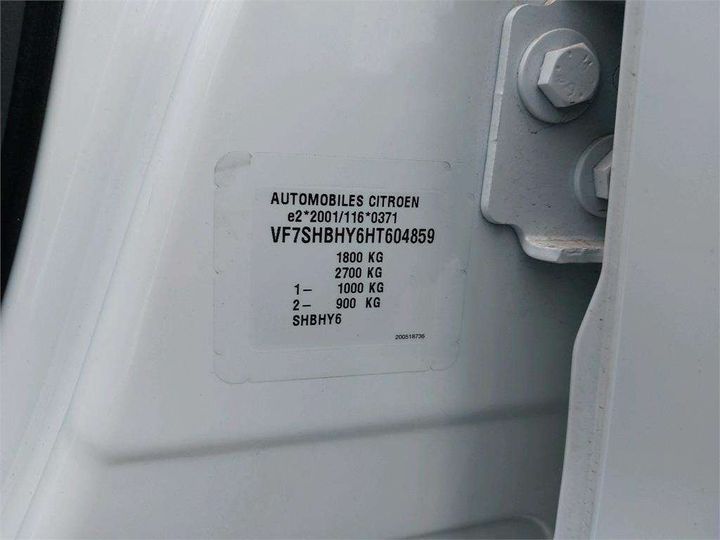 AUTOMOBILES CITROEN
e2*2001/116*0371
VF7SHBHY6HT604859
1800 KG
2700 KG
1– 1000 KG
2– 900 KG
SHBHY6
200518736